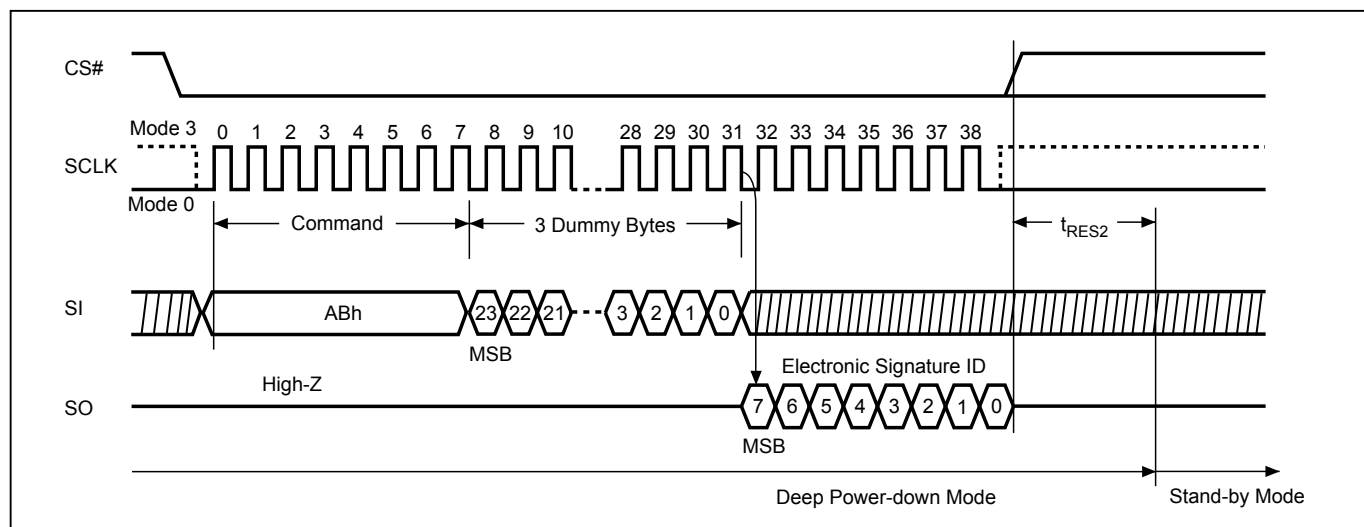 CS#
Mode 3 0 1 2 3 4 5 6 7 8 9 10 28 29 30 31 32 33 34 35 36 37 38
SCLK
Mode 0
Command 3 Dummy Bytes tRES2
SI ABh 23 22 21 3 2 1 0
MSB
Electronic Signature ID
High-Z
SO 7 6 5 4 3 2 1 0
MSB
Deep Power-down Mode Stand-by Mode